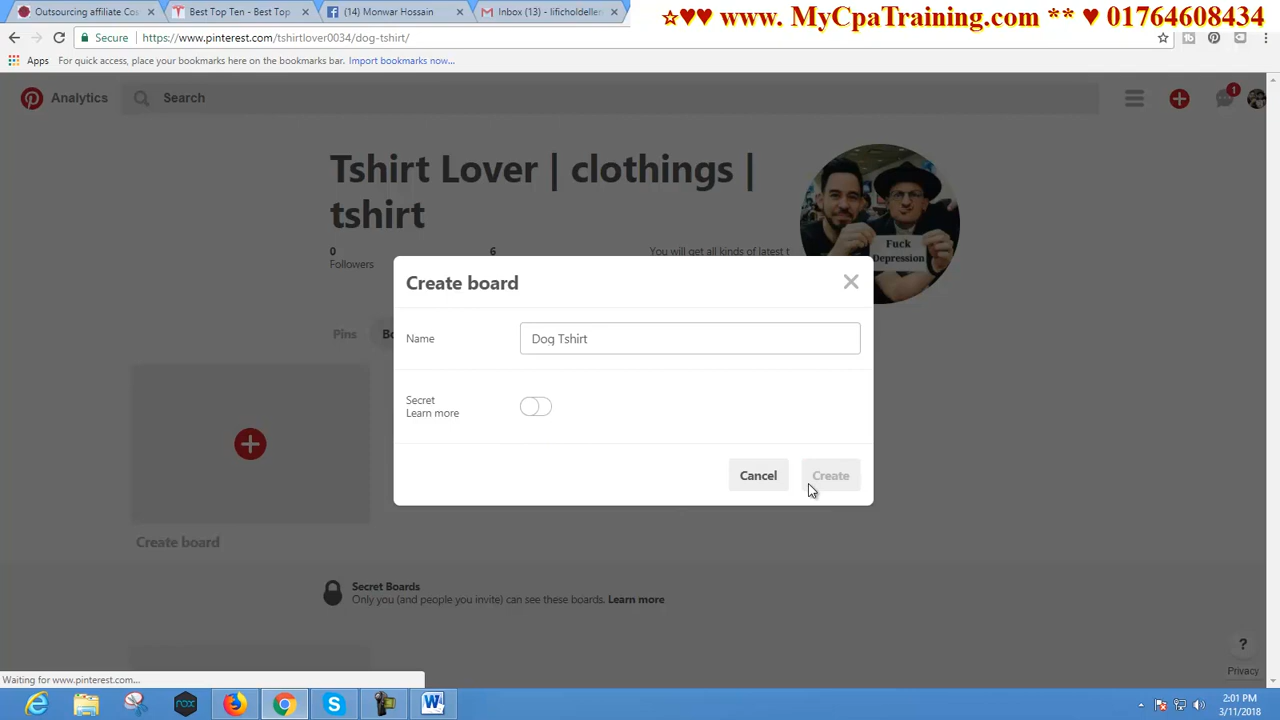 Outsourcing affiliate Cos
Best Top Ten - Best Top
(14) Monwar Hossain
Inbox (13) - lificholdeller
☆♥♥ www. MyCpaTraining.com ** ♥ 01764608434
Secure
https://www.pinterest.com/tshirtlover0034/dog-tshirt/
Apps
For quick access, place your bookmarks here on the bookmarks bar. Import bookmarks now...
Analytics
Search
1
Tshirt Lover | clothings |
tshirt
0
Followers
6
You will get all kinds of latest t
Fuck
Depression
Create board
Name
Dog Tshirt
Pins
Bo
Secret
Learn more
Cancel
Create
Create board
Secret Boards
Only you (and people you invite) can see these boards. Learn more
?
Privacy
Waiting for www.pinterest.com...
nox
2:01 PM
3/11/2018